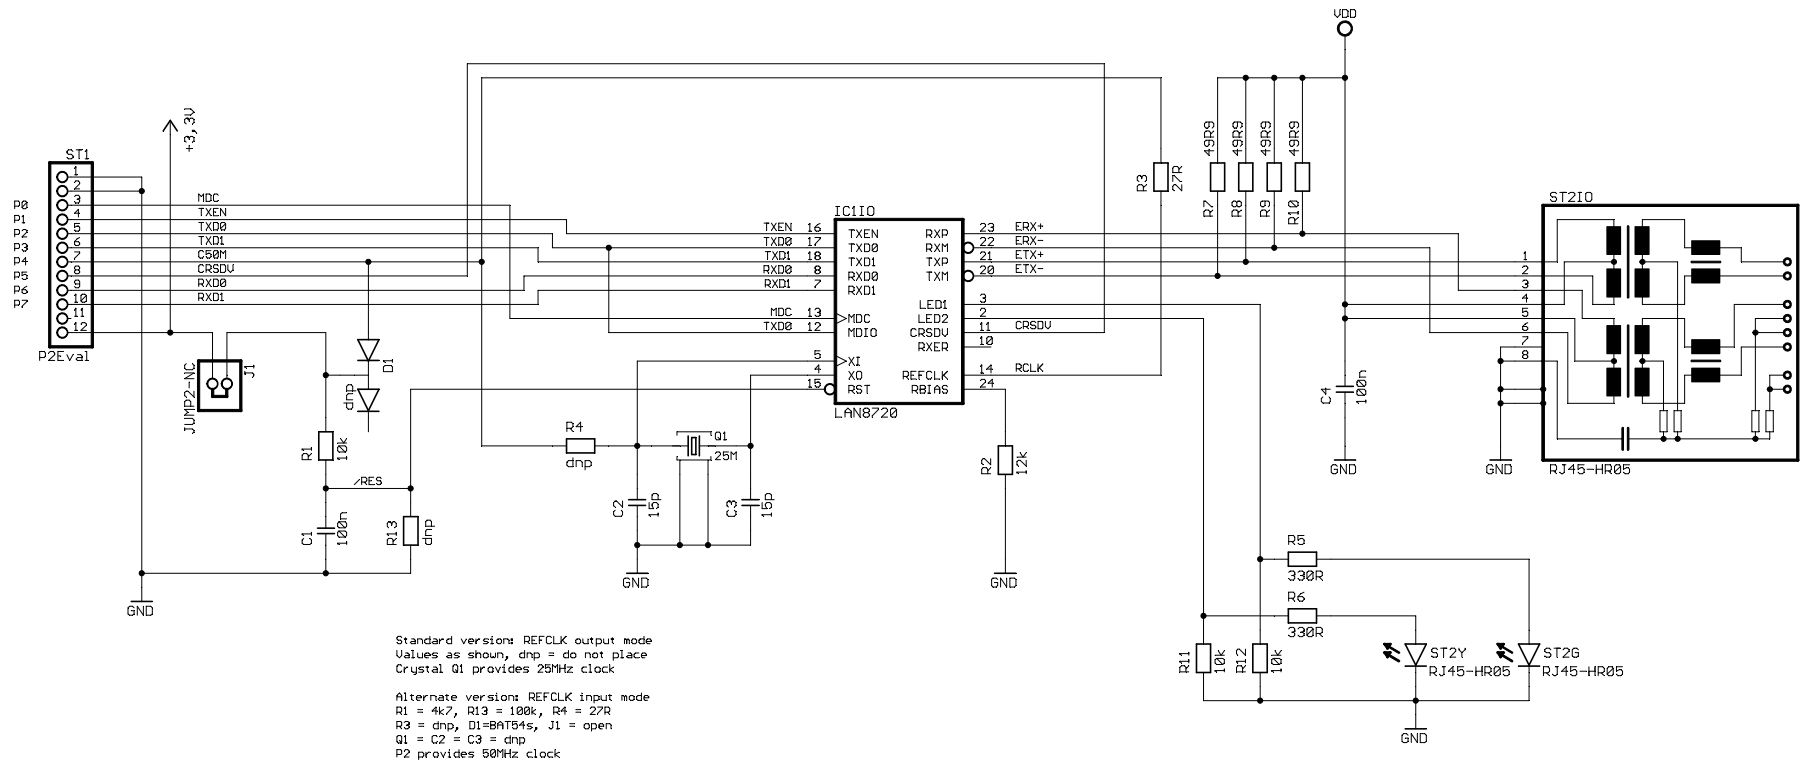 VDD
+3,3V
ST1
1
2
P0 3 MDC
P1 4 TXEN
P2 5 TXD0
P3 6 TXD1
P4 7 C50M
P5 8 CRSDV
P6 9 RXD0
P7 10 RXD1
11
12
P2Eval
JUMP2-NC
J1
D1
dnp
R1
10k
/RES
C1
100n
R13
dnp
GND
R4
dnp
Q1
25M
C2
15p
C3
15p
GND
IC1IO
TXEN 16 TXEN
TXD0 17 TXD0
TXD1 18 TXD1
RXD0 8 RXD0
RXD1 7 RXD1
MDC 13 MDC
TXD0 12 MDIO
5 XI
4 XO
15 RST
RXP 23 ERX+
RXM 22 ERX-
TXP 21 ETX+
TXM 20 ETX-
LED1 3
LED2 2
CRSDV 11 CRSDV
RXER 10
REFCLK 14 RCLK
RBIAS 24
LAN8720
R2
12k
GND
R3
27R
R7
49R9
R8
49R9
R9
49R9
R10
49R9
C4
100n
GND
ST2IO
1
2
3
4
5
6
7
8
GND
RJ45-HR05
R5
330R
R6
330R
R11
10k
R12
10k
ST2Y
RJ45-HR05
ST2G
RJ45-HR05
GND
Standard version: REFCLK output mode
Values as shown, dnp = do not place
Crystal Q1 provides 25MHz clock
Alternate version: REFCLK input mode
R1 = 4k7, R13 = 100k, R4 = 27R
R3 = dnp, D1=BAT54s, J1 = open
Q1 = C2 = C3 = dnp
P2 provides 50MHz clock